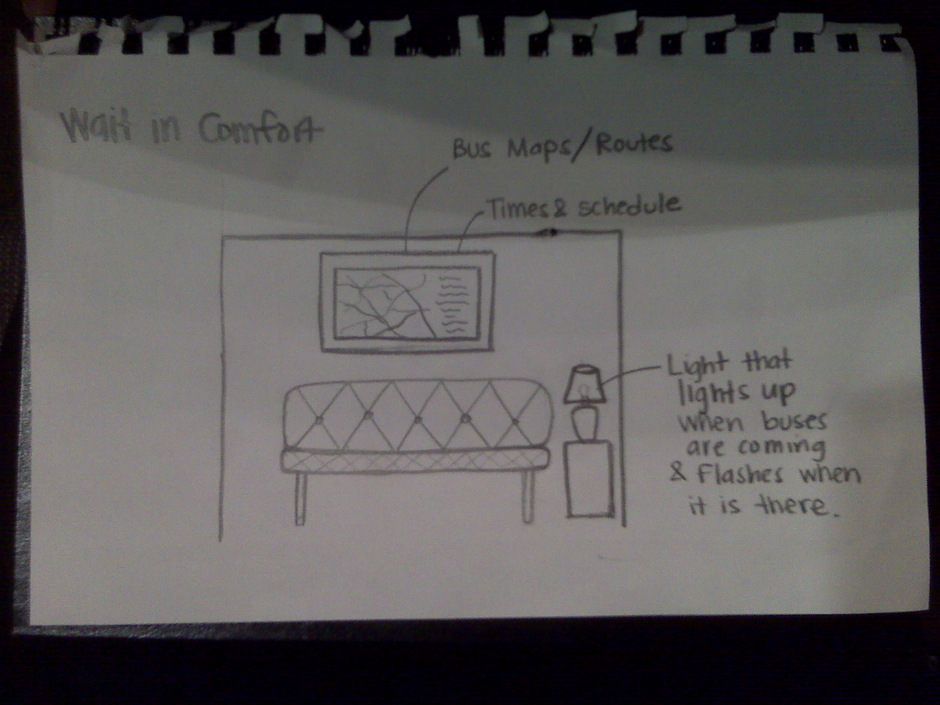 Wait in Comfort
Bus Maps/Routes
Times & schedule
Light that
lights up
when buses
are coming
& Flashes when
it is there.